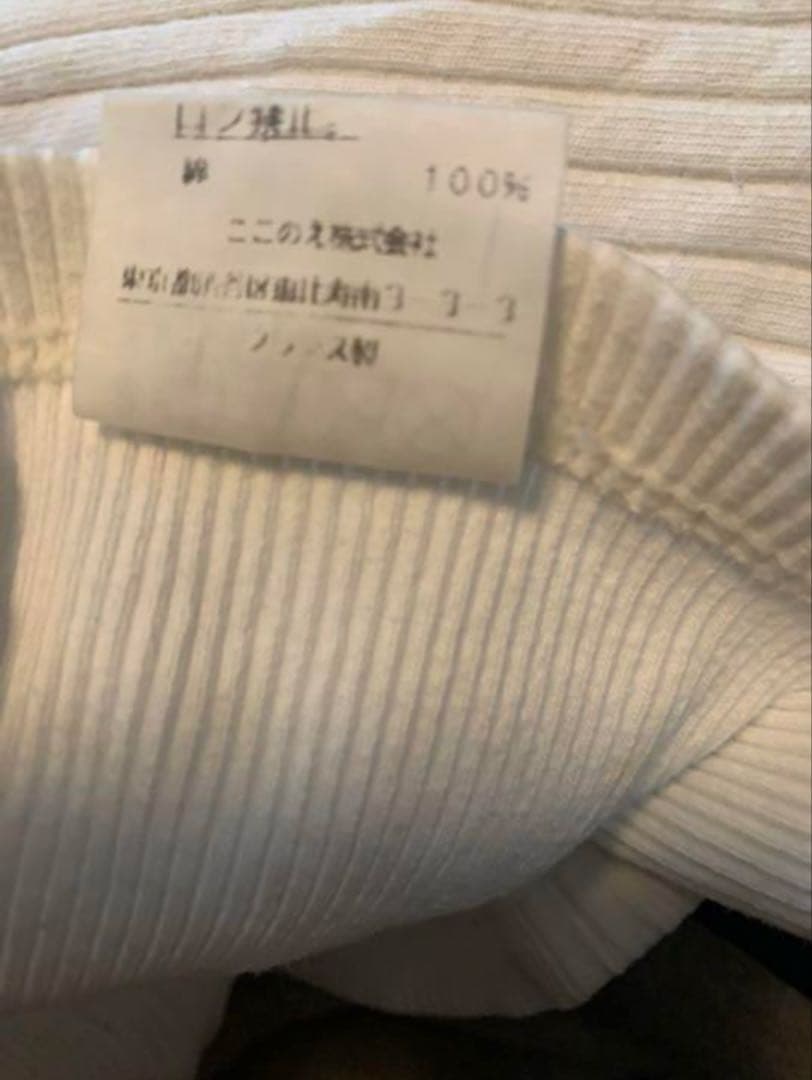 綿 100%
ここのえ株式会社
東京都渋谷区恵比寿南3-3-3
フランス製